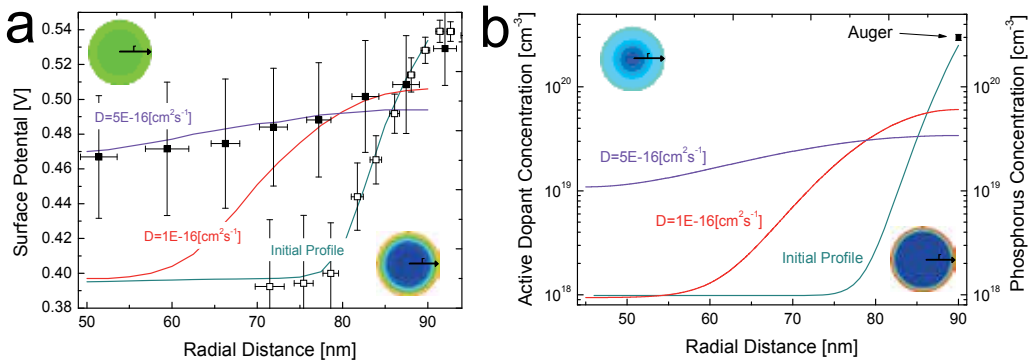 a
Surface Potential [V]
0.54
0.52
0.50
0.48
0.46
0.44
0.42
0.40
0.38
r
D=5E-16[cm²s⁻¹]
D=1E-16[cm²s⁻¹]
Initial Profile
r
50
60
70
80
90
Radial Distance [nm]
b
Active Dopant Concentration [cm⁻³]
10²⁰
10¹⁹
10¹⁸
r
Auger
D=5E-16[cm²s⁻¹]
D=1E-16[cm²s⁻¹]
Initial Profile
r
50
60
70
80
90
Radial Distance [nm]
10²⁰
10¹⁹
10¹⁸
Phosphorus Concentration [cm⁻³]